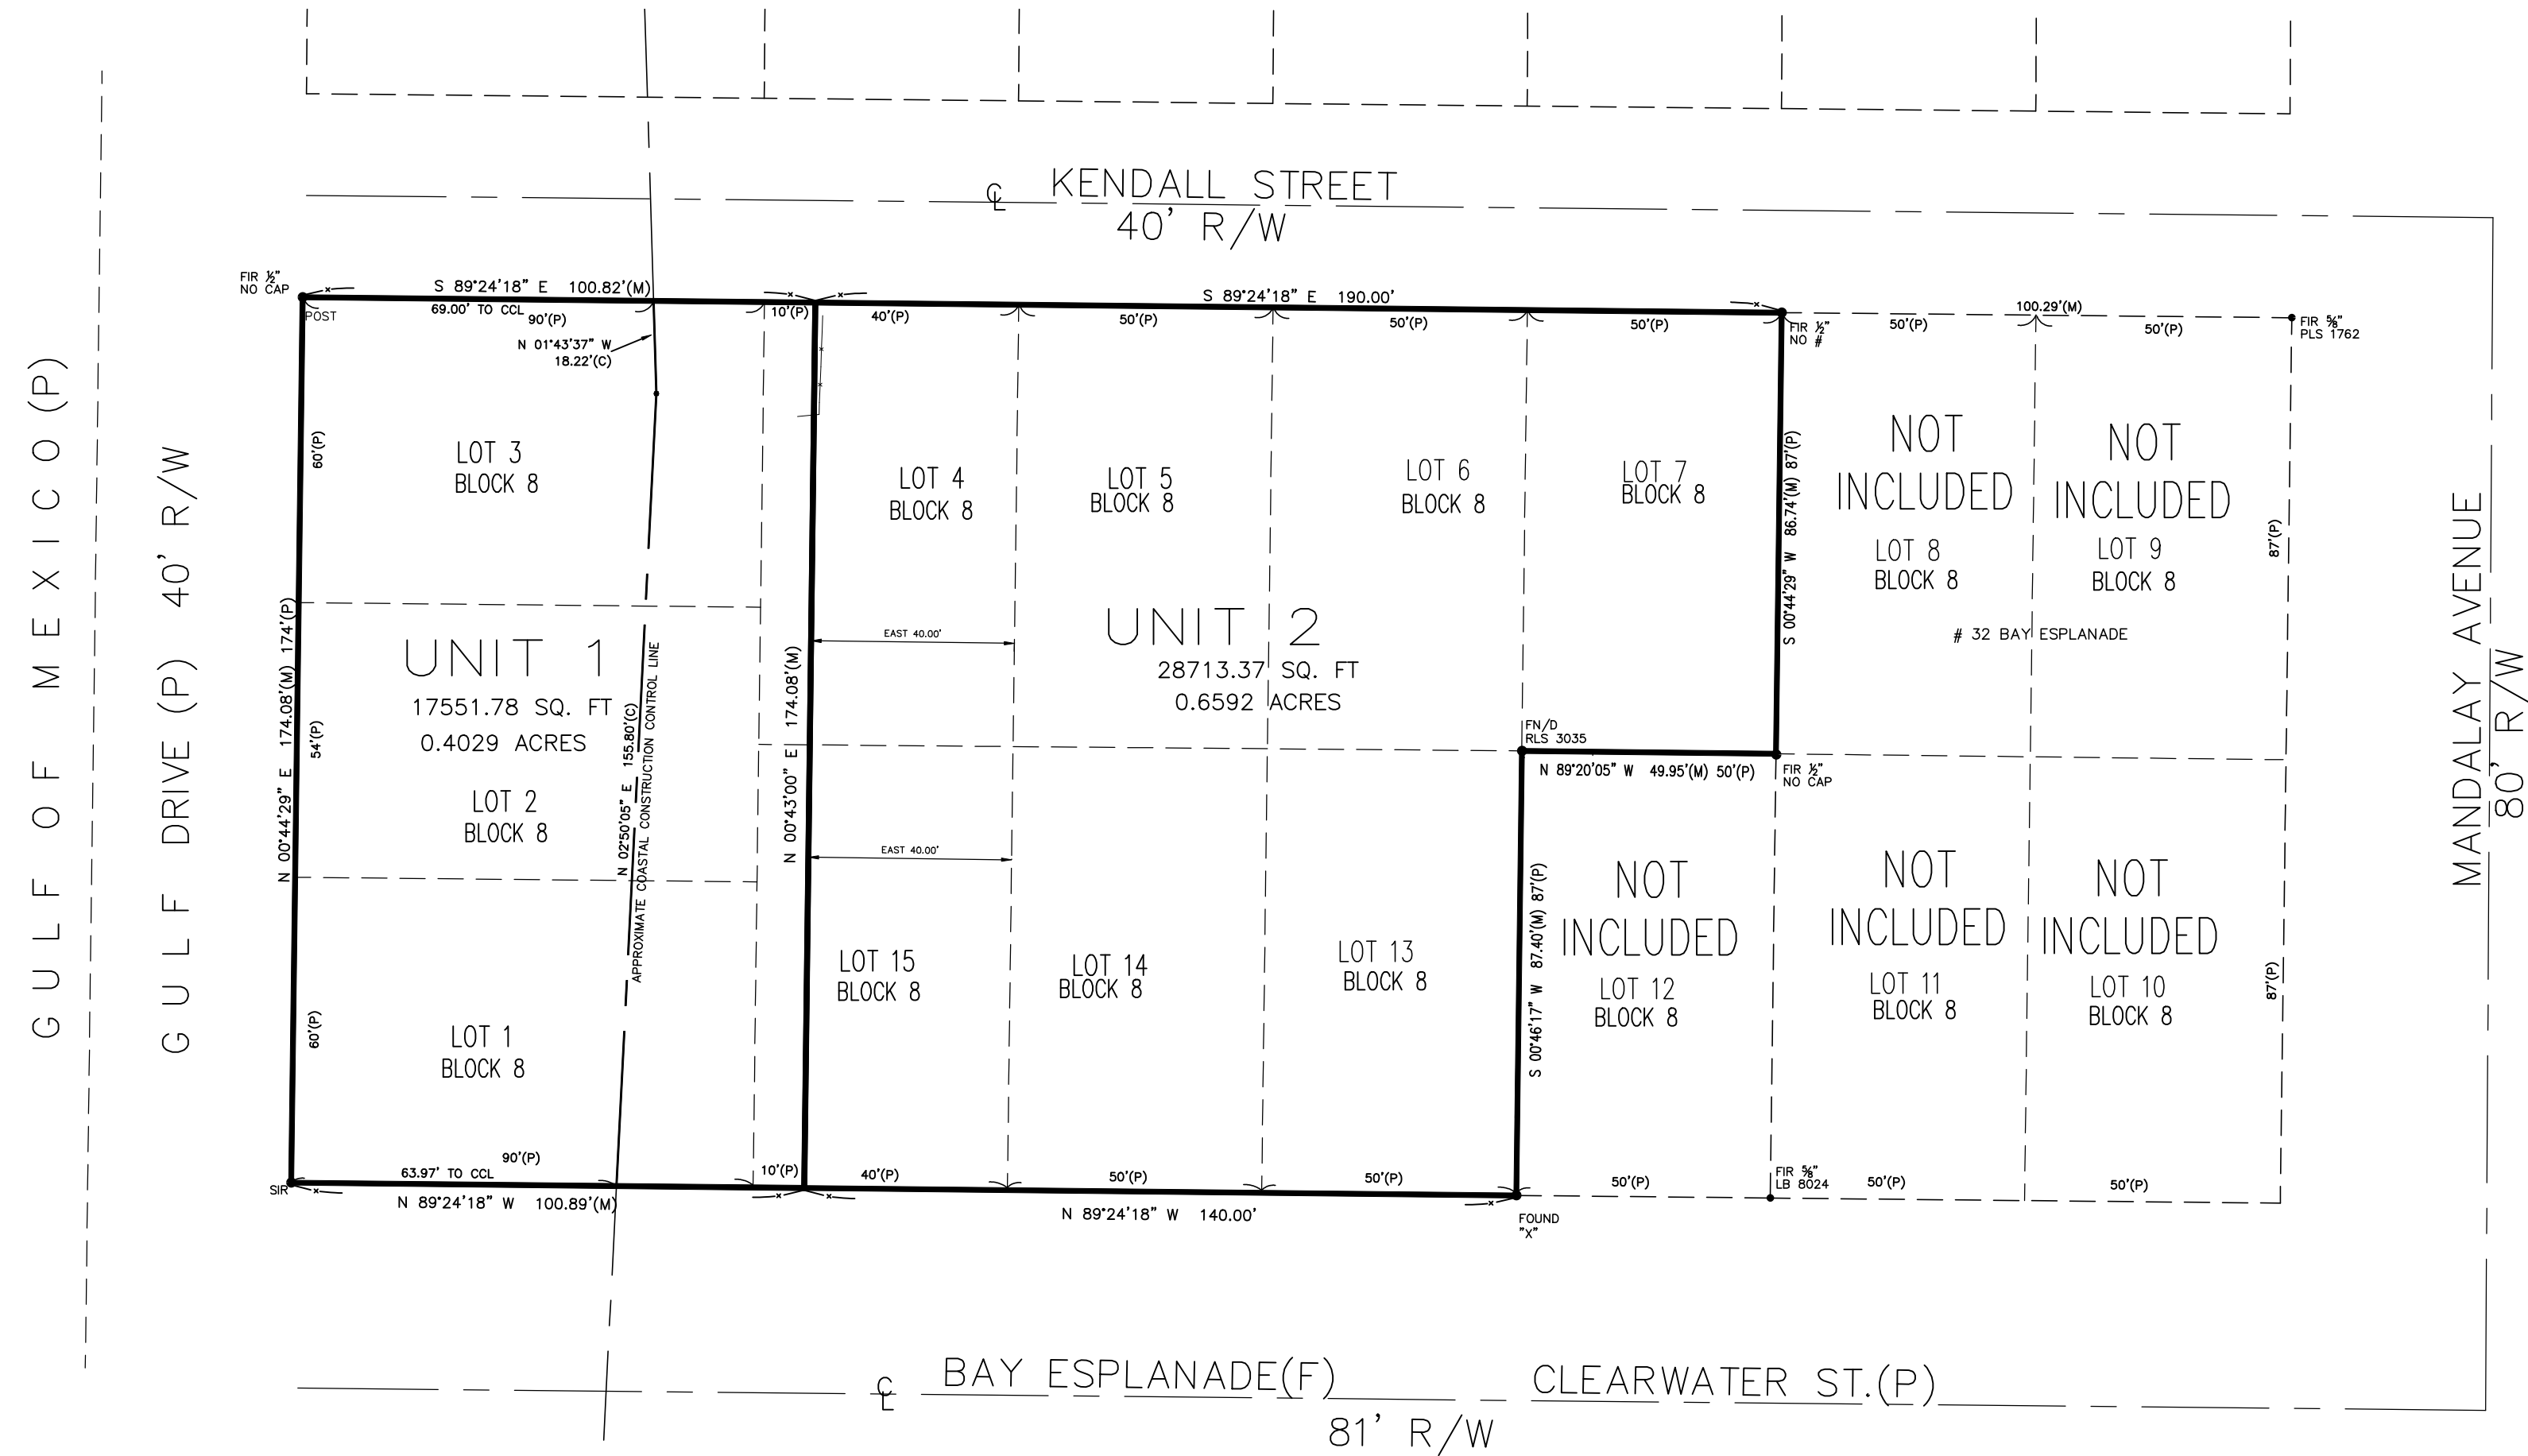 KENDALL STREET
40' R/W
FIR ½"
NO CAP
POST
S 89°24'18" E 100.82'(M)
69.00' TO CCL
90'(P)
10'(P)
N 01°43'37" W
18.22'(C)
S 89°24'18" E 190.00'
40'(P)
50'(P)
50'(P)
50'(P)
FIR ½"
NO #
50'(P)
100.29'(M)
50'(P)
FIR ⅝"
PLS 1762
GULF OF MEXICO (P)
GULF DRIVE (P) 40' R/W
N 00°44'29" E 174.08'(M) 174'(P)
60'(P)
54'(P)
60'(P)
LOT 3
BLOCK 8
UNIT 1
17551.78 SQ. FT
0.4029 ACRES
LOT 2
BLOCK 8
LOT 1
BLOCK 8
N 02°50'05" E 155.80'(C)
APPROXIMATE COASTAL CONSTRUCTION CONTROL LINE
N 00°43'00" E 174.08'(M)
LOT 4
BLOCK 8
LOT 5
BLOCK 8
LOT 6
BLOCK 8
LOT 7
BLOCK 8
EAST 40.00'
UNIT 2
28713.37 SQ. FT
0.6592 ACRES
EAST 40.00'
LOT 15
BLOCK 8
LOT 14
BLOCK 8
LOT 13
BLOCK 8
S 00°44'29" W 86.74'(M) 87'(P)
FN/D
RLS 3035
N 89°20'05" W 49.95'(M) 50'(P)
FIR ½"
NO CAP
S 00°46'17" W 87.40'(M) 87'(P)
NOT
INCLUDED
LOT 8
BLOCK 8
NOT
INCLUDED
LOT 9
BLOCK 8
87'(P)
# 32 BAY ESPLANADE
NOT
INCLUDED
LOT 12
BLOCK 8
NOT
INCLUDED
LOT 11
BLOCK 8
NOT
INCLUDED
LOT 10
BLOCK 8
87'(P)
MANDALAY AVENUE
80' R/W
SIR
63.97' TO CCL
90'(P)
10'(P)
N 89°24'18" W 100.89'(M)
40'(P)
50'(P)
50'(P)
N 89°24'18" W 140.00'
FOUND
"X"
50'(P)
FIR ⅝"
LB 8024
50'(P)
50'(P)
BAY ESPLANADE(F) CLEARWATER ST.(P)
81' R/W